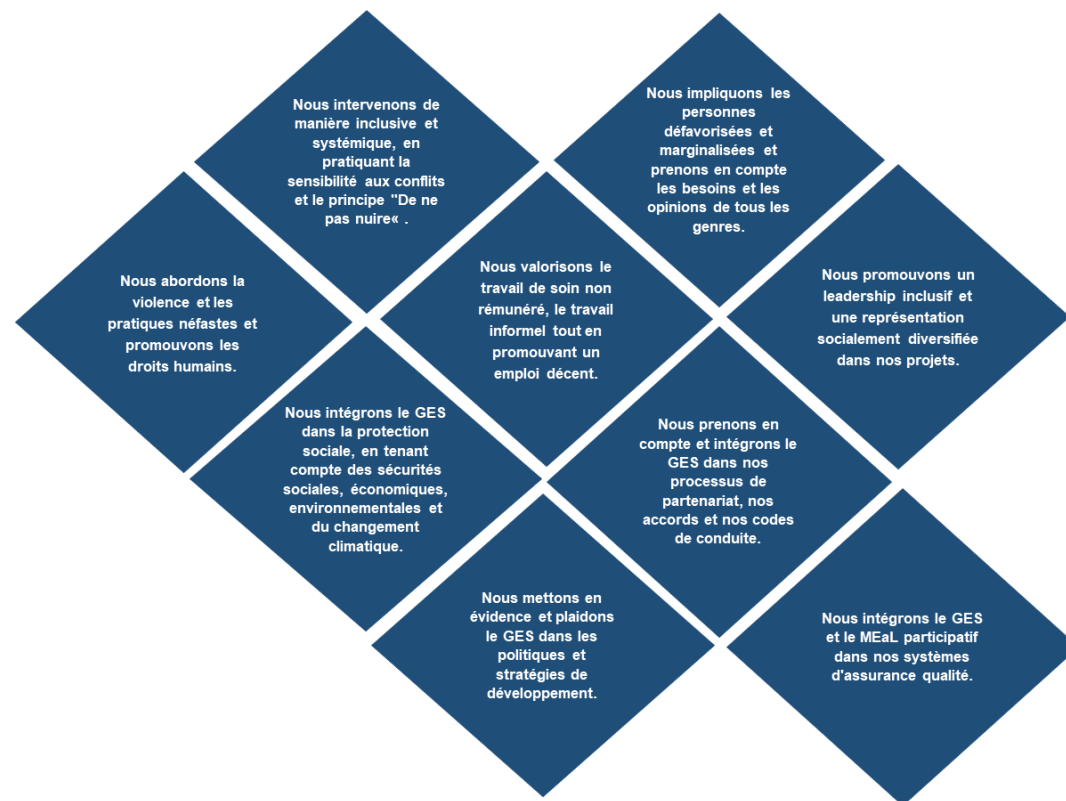 Nous intervenons de
manière inclusive et
systémique, en
pratiquant la
sensibilité aux conflits
et le principe "De ne
pas nuire« .
Nous impliquons les
personnes
défavorisées et
marginalisées et
prenons en compte
les besoins et les
opinions de tous les
genres.
Nous abordons la
violence et les
pratiques néfastes et
promouvons les
droits humains.
Nous valorisons le
travail de soin non
rémunéré, le travail
informel tout en
promouvant un
emploi décent.
Nous promouvons un
leadership inclusif et
une représentation
socialement diversifiée
dans nos projets.
Nous intégrons le GES
dans la protection
sociale, en tenant
compte des sécurités
sociales, économiques,
environnementales et
du changement
climatique.
Nous prenons en
compte et intégrons le
GES dans nos
processus de
partenariat, nos
accords et nos codes
de conduite.
Nous mettons en
évidence et plaidons
le GES dans les
politiques et
stratégies de
développement.
Nous intégrons le GES
et le MEaL participatif
dans nos systèmes
d'assurance qualité.